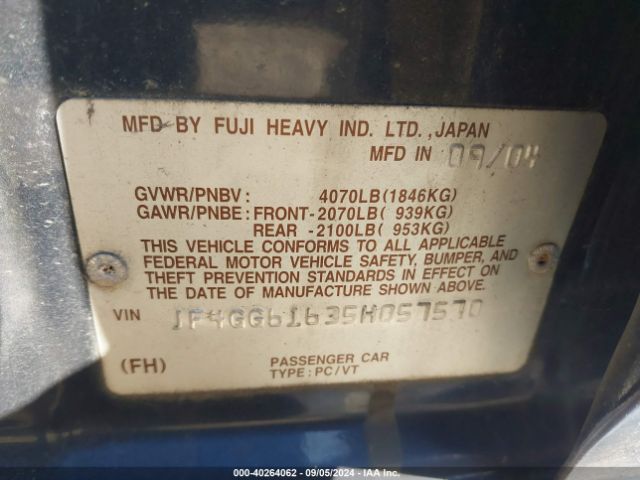 MFD BY FUJI HEAVY IND. LTD., JAPAN
MFD IN 09/04
GVWR/PNBV: 4070LB(1846KG)
GAWR/PNBE: FRONT-2070LB( 939KG)
REAR -2100LB( 953KG)
THIS VEHICLE CONFORMS TO ALL APPLICABLE
FEDERAL MOTOR VEHICLE SAFETY, BUMPER, AND
THEFT PREVENTION STANDARDS IN EFFECT ON
THE DATE OF MANUFACTURE SHOWN ABOVE.
VIN
(FH) PASSENGER CAR
TYPE: PC/VT
000-40264062 - 09/05/2024 - IAA Inc.